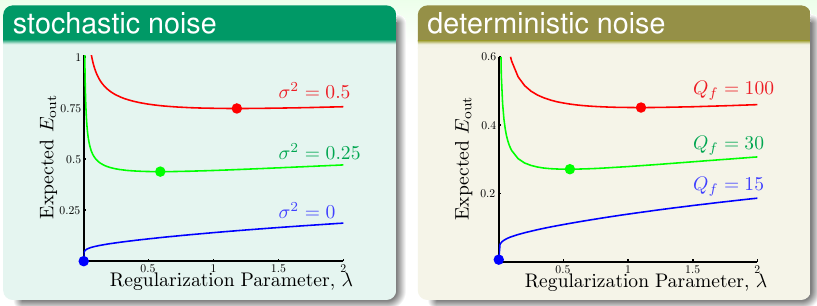 stochastic noise
1
0.75
0.5
0.25
Expected E_out
σ² = 0.5
σ² = 0.25
σ² = 0
0.5
1
1.5
2
Regularization Parameter, λ
deterministic noise
0.6
0.4
0.2
Expected E_out
Q_f = 100
Q_f = 30
Q_f = 15
0.5
1
1.5
2
Regularization Parameter, λ